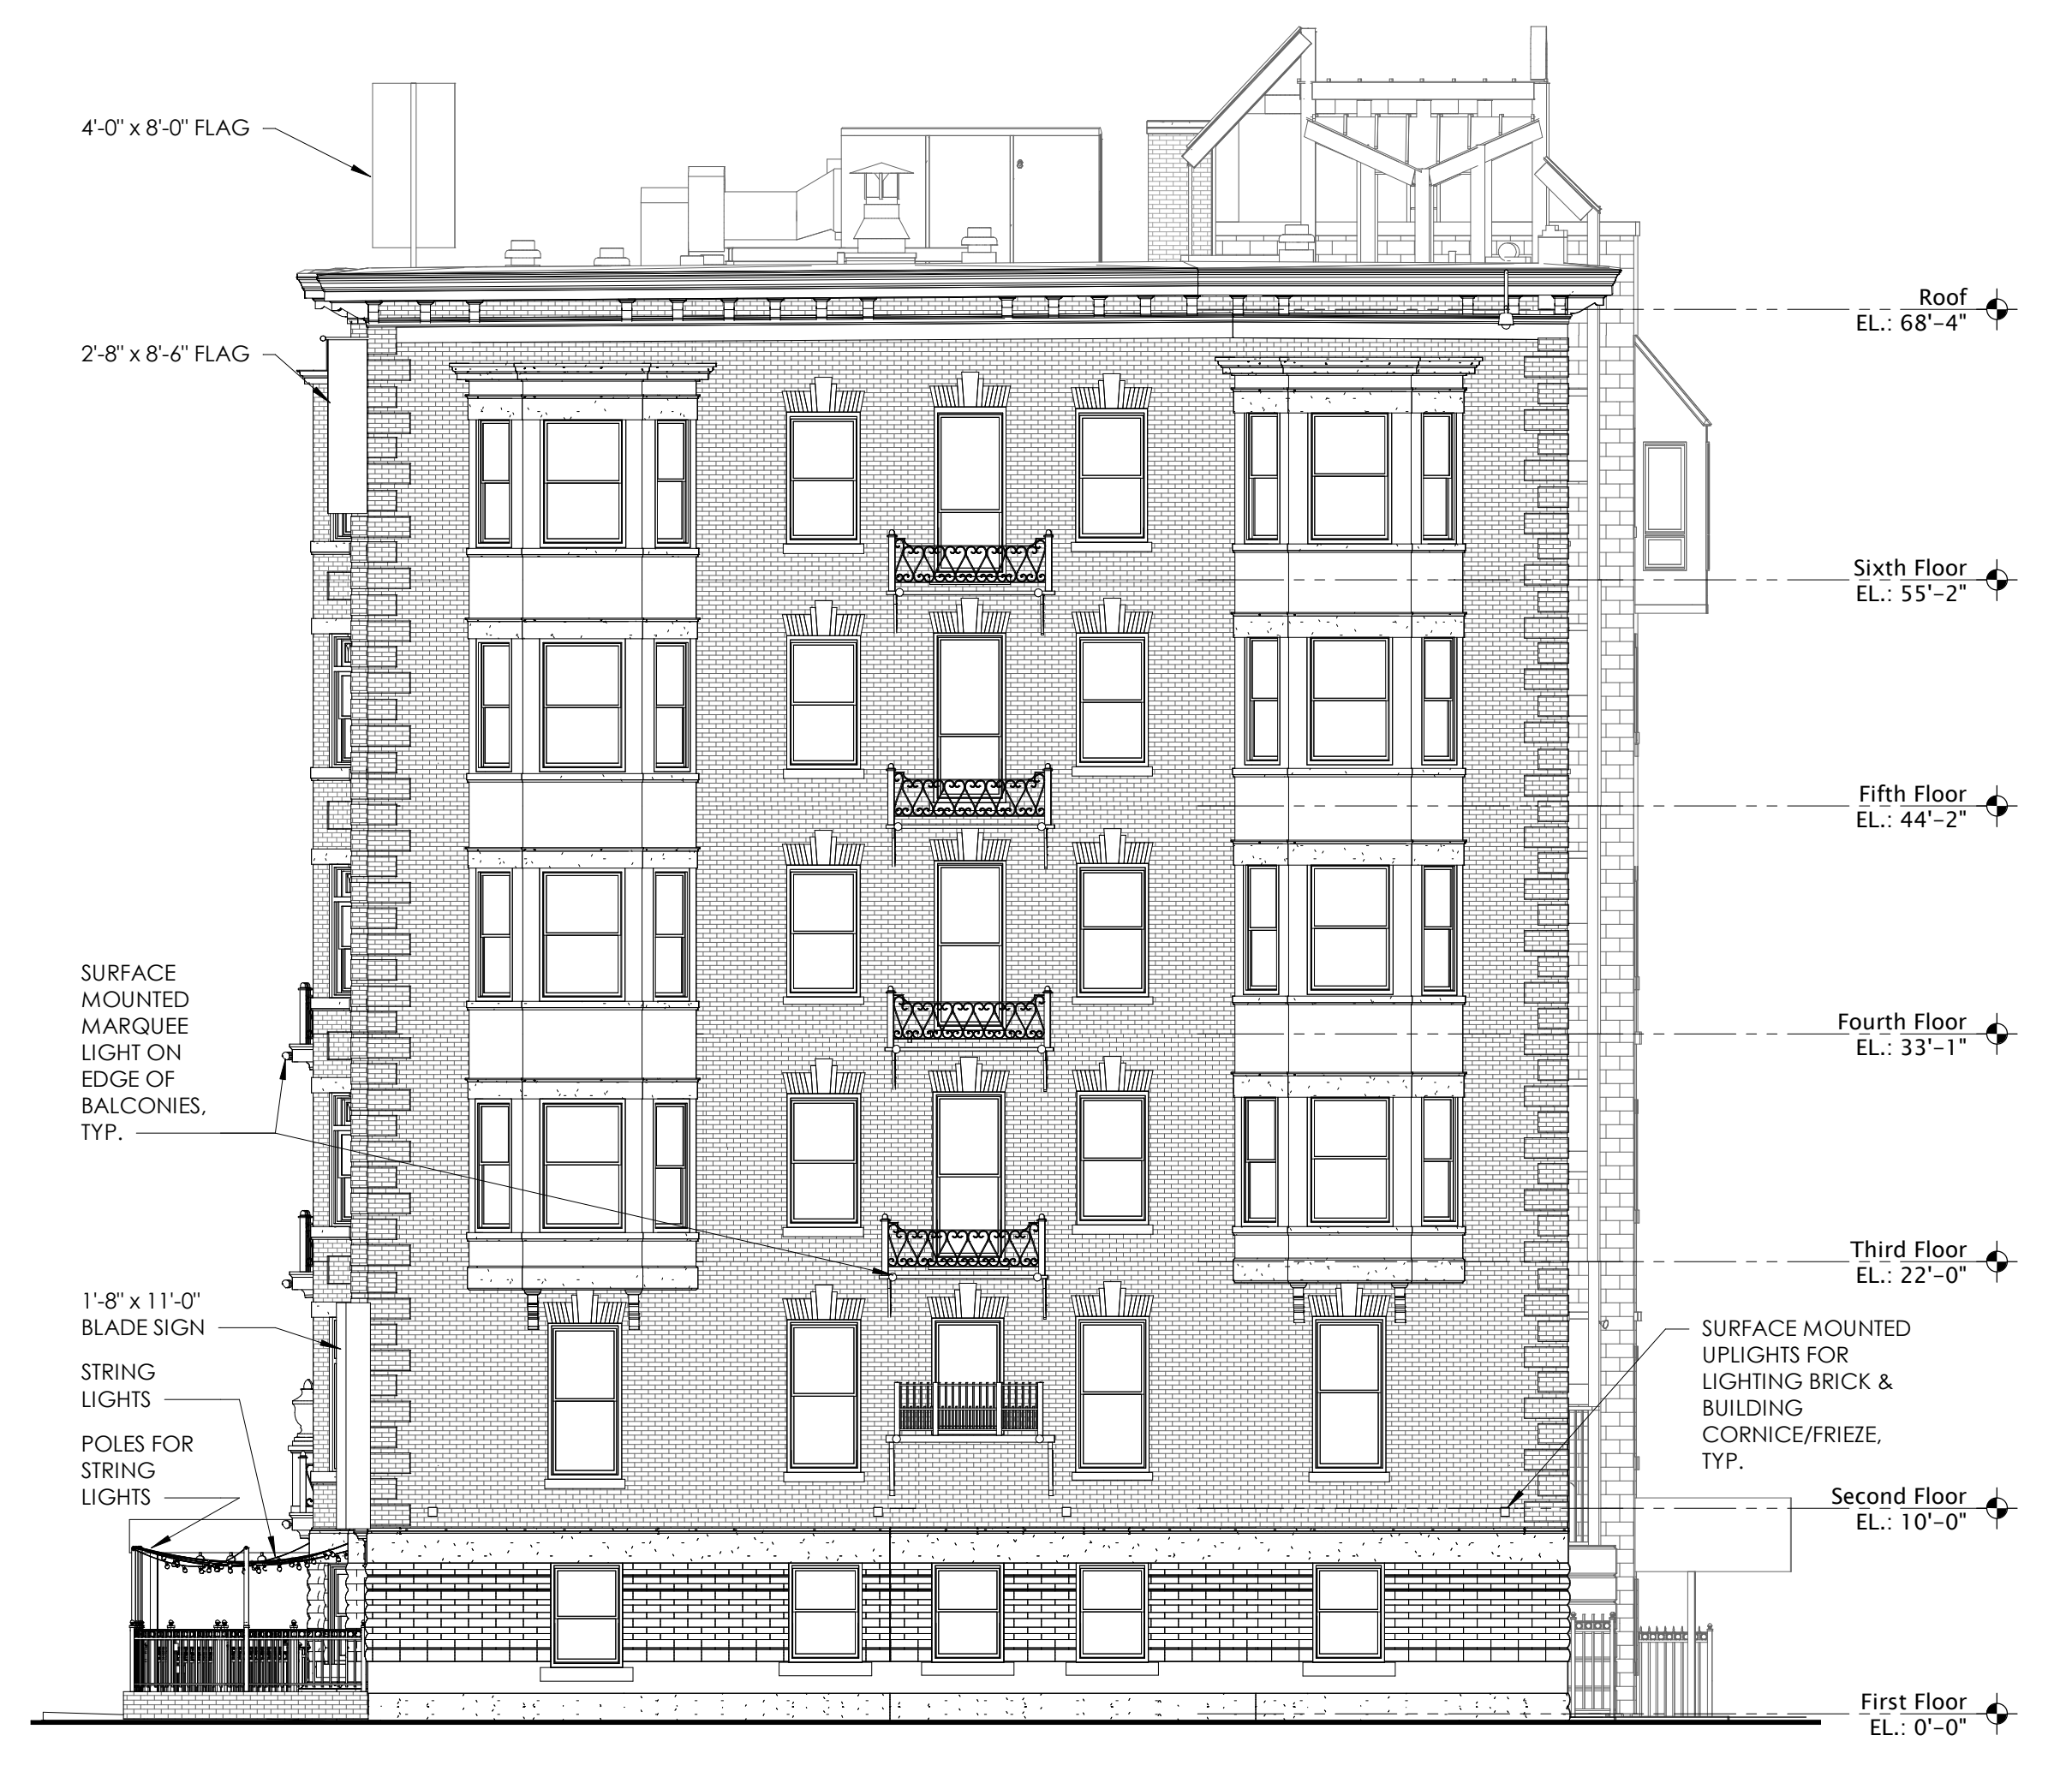 4'-0" x 8'-0" FLAG
2'-8" x 8'-6" FLAG
SURFACE
MOUNTED
MARQUEE
LIGHT ON
EDGE OF
BALCONIES,
TYP.
1'-8" x 11'-0"
BLADE SIGN
STRING
LIGHTS
POLES FOR
STRING
LIGHTS
Roof
EL.: 68'-4"
Sixth Floor
EL.: 55'-2"
Fifth Floor
EL.: 44'-2"
Fourth Floor
EL.: 33'-1"
Third Floor
EL.: 22'-0"
SURFACE MOUNTED
UPLIGHTS FOR
LIGHTING BRICK &
BUILDING
CORNICE/FRIEZE,
TYP.
Second Floor
EL.: 10'-0"
First Floor
EL.: 0'-0"